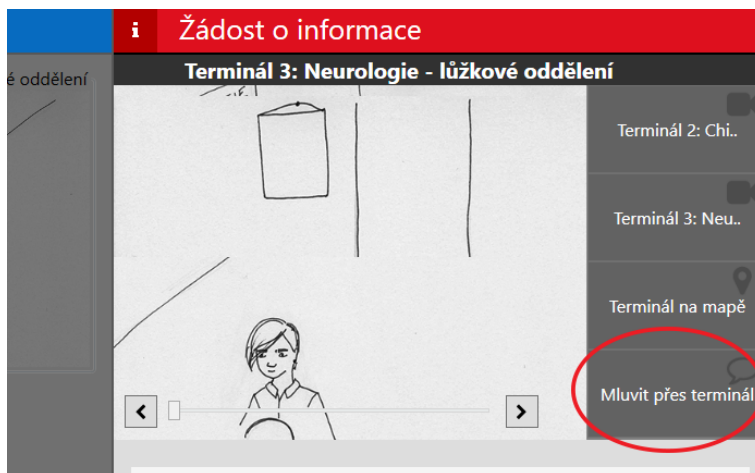 i Žádost o informace
é oddělení
Terminál 3: Neurologie - lůžkové oddělení
Terminál 2: Chi..
Terminál 3: Neu..
Terminál na mapě
Mluvit přes terminál